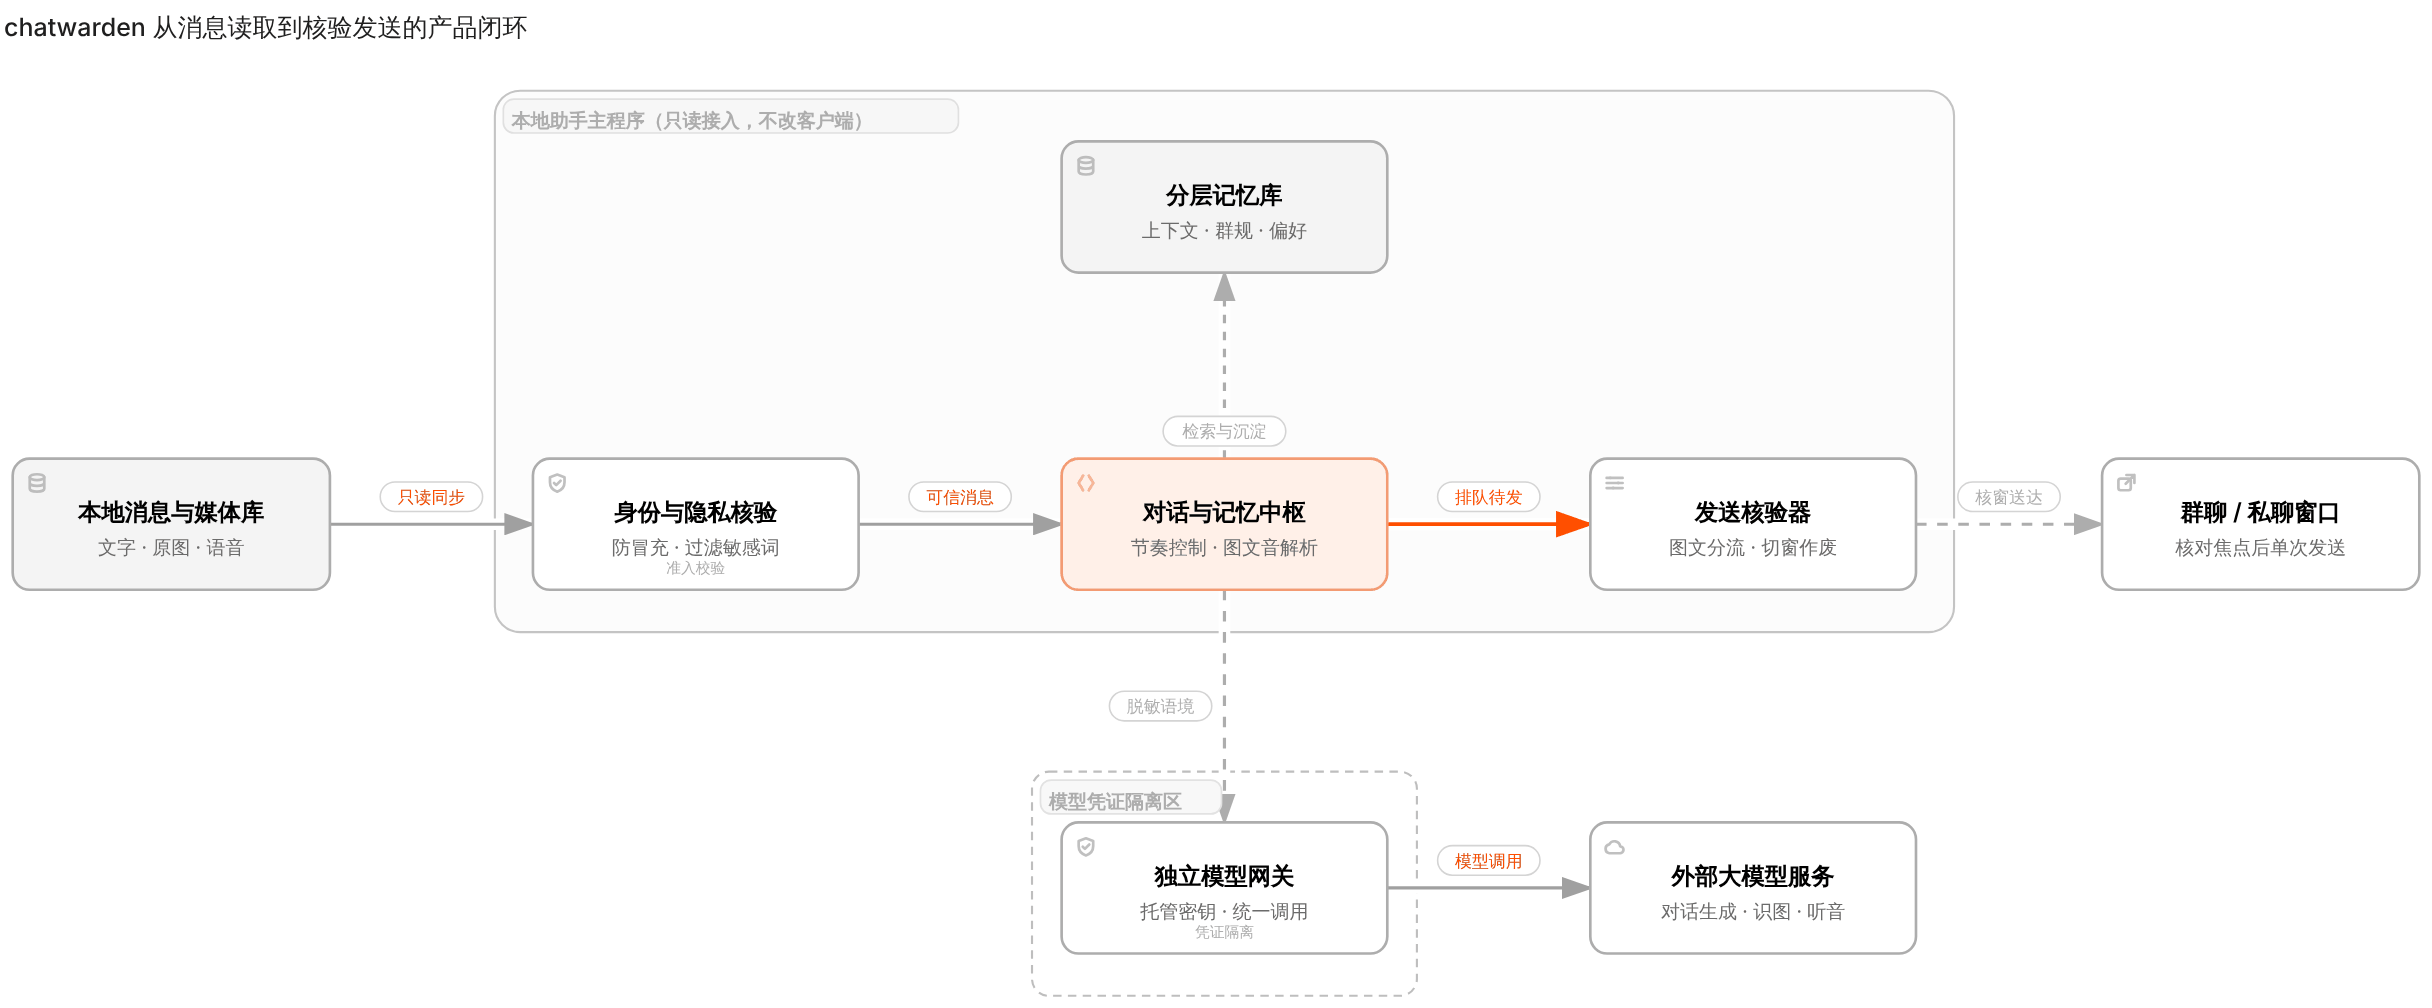 chatwarden 从消息读取到核验发送的产品闭环
本地助手主程序（只读接入，不改客户端）
分层记忆库
上下文 · 群规 · 偏好
检索与沉淀
本地消息与媒体库
文字 · 原图 · 语音
只读同步
身份与隐私核验
防冒充 · 过滤敏感词
准入校验
可信消息
对话与记忆中枢
节奏控制 · 图文音解析
排队待发
发送核验器
图文分流 · 切窗作废
核窗送达
群聊 / 私聊窗口
核对焦点后单次发送
脱敏语境
模型凭证隔离区
独立模型网关
托管密钥 · 统一调用
凭证隔离
模型调用
外部大模型服务
对话生成 · 识图 · 听音